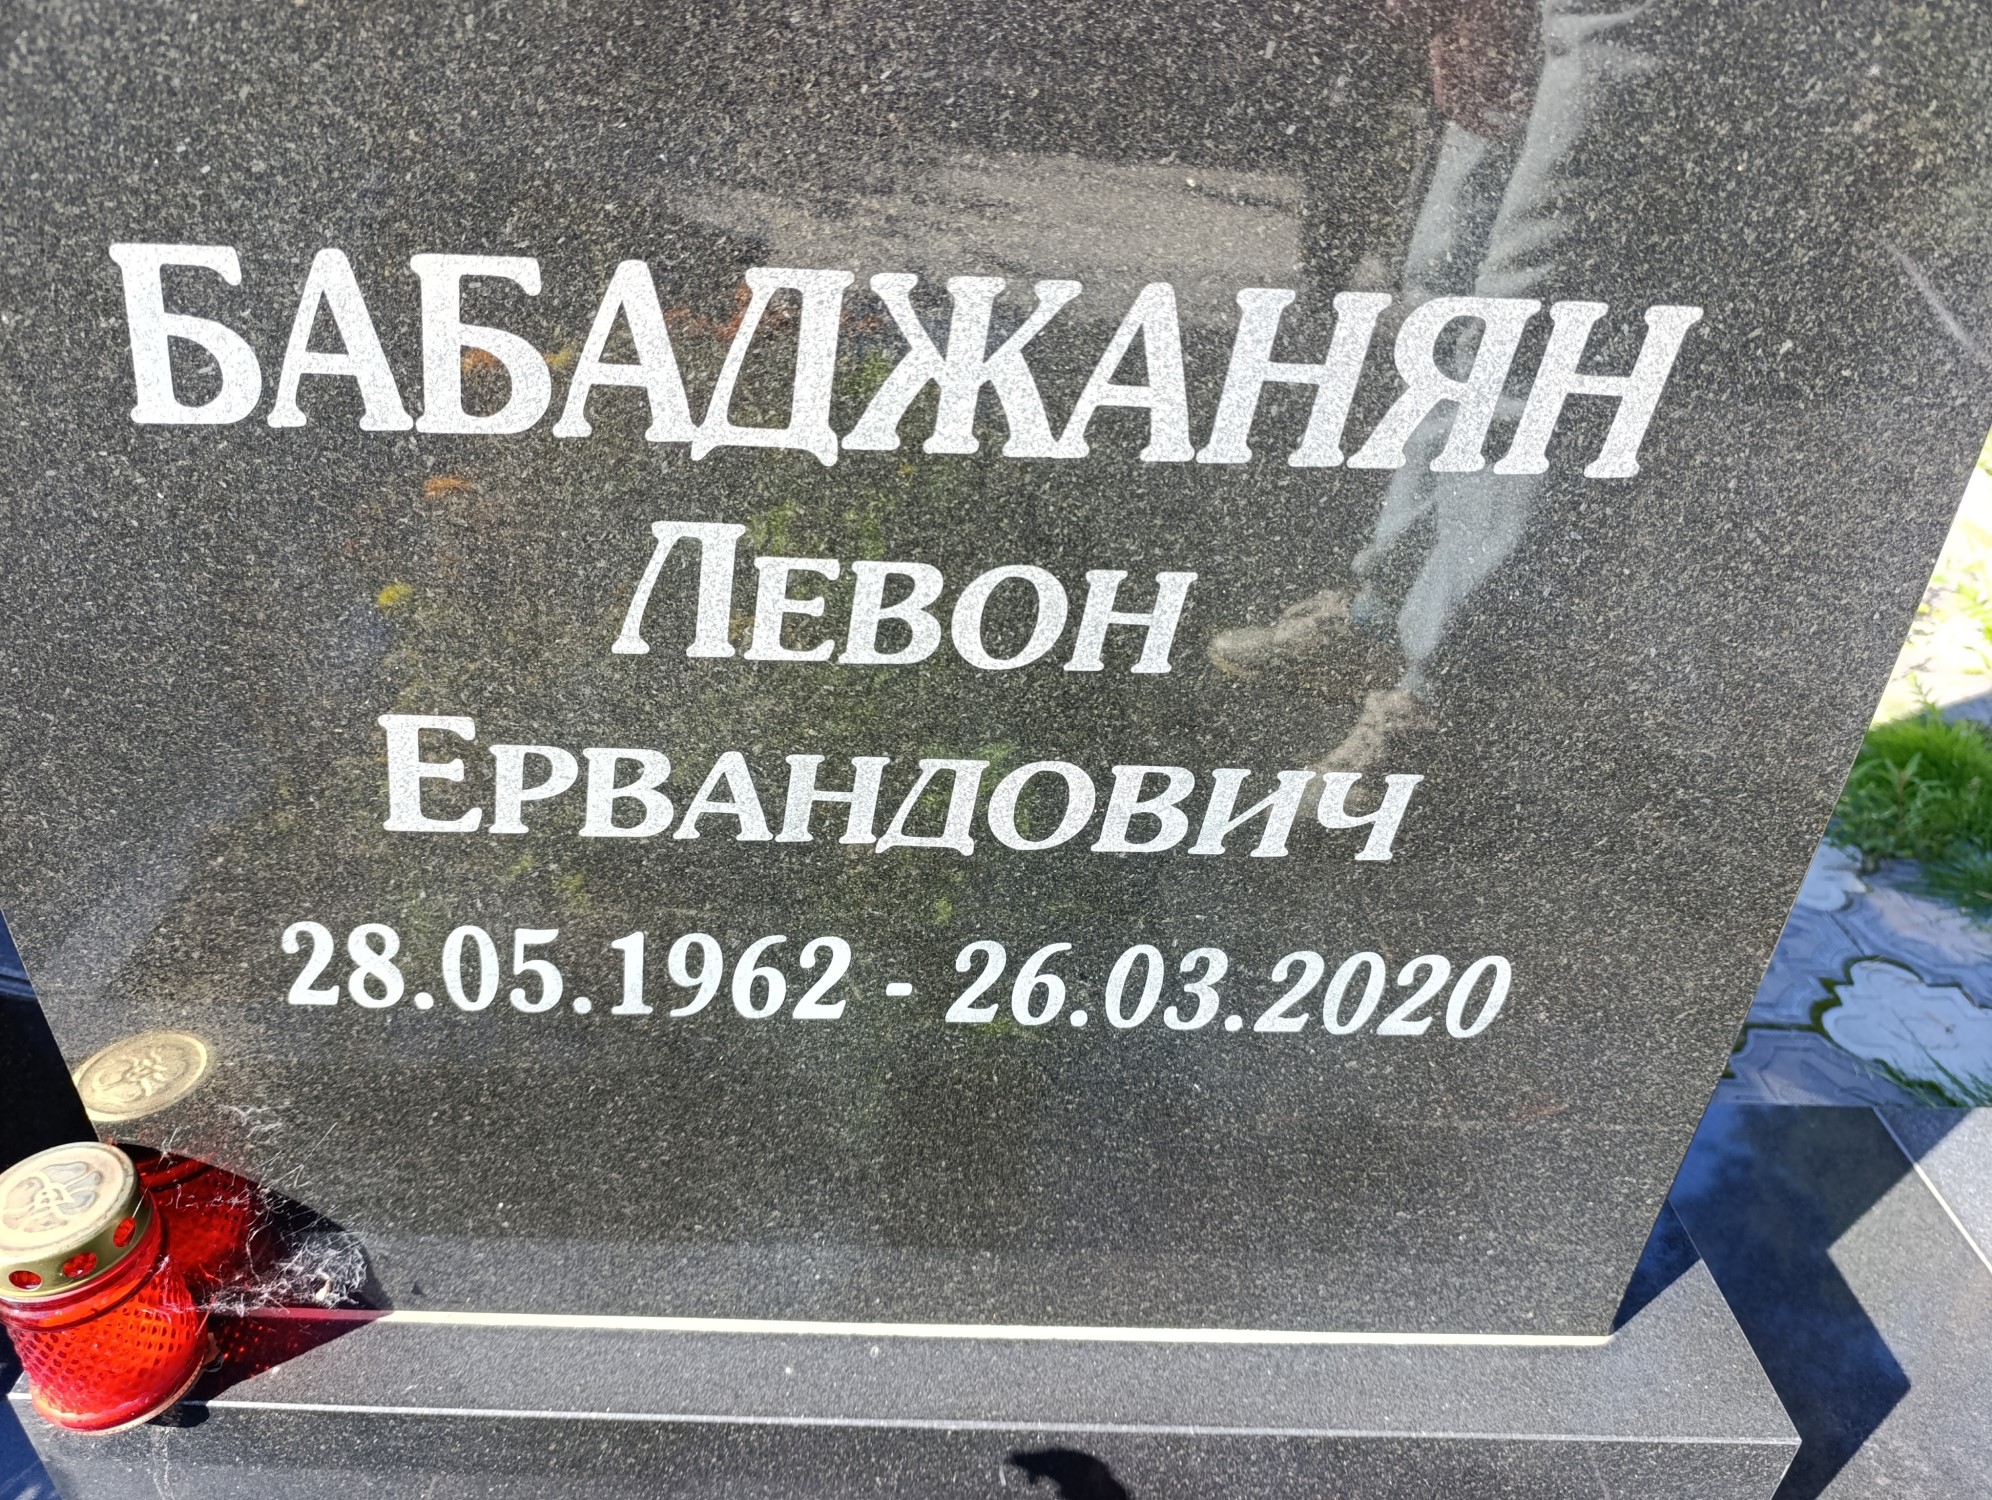 БАБАДЖАНЯН
ЛЕВОН
ЕРВАНДОВИЧ
28.05.1962 - 26.03.2020